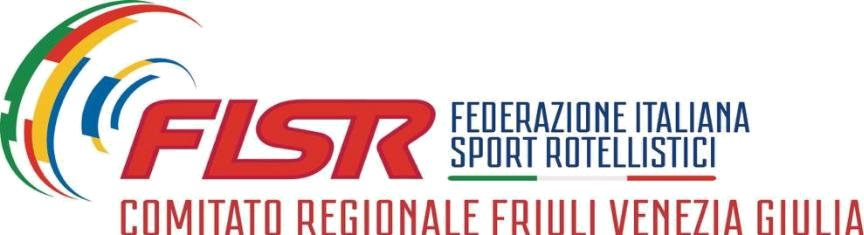 FISR
FEDERAZIONE ITALIANA
SPORT ROTELLISTICI
COMITATO REGIONALE FRIULI VENEZIA GIULIA